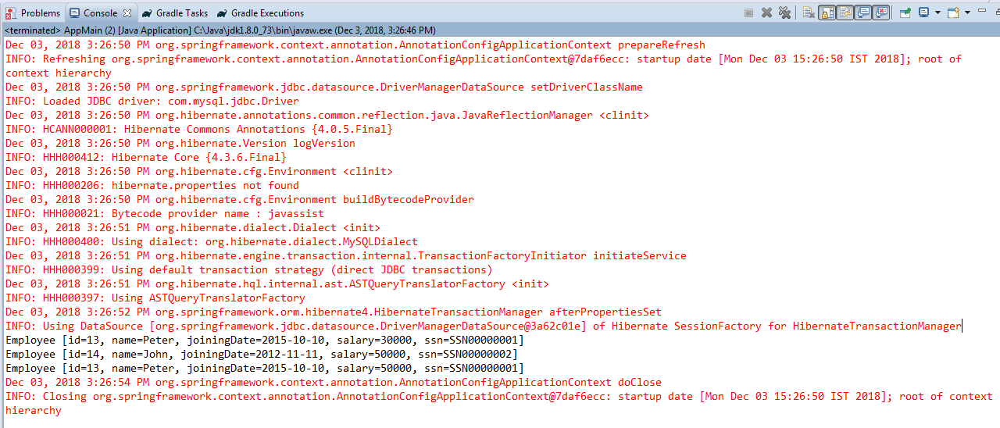 Problems Console Gradle Tasks Gradle Executions
<terminated> AppMain (2) [Java Application] C:\Java\jdk1.8.0_73\bin\javaw.exe (Dec 3, 2018, 3:26:46 PM)
Dec 03, 2018 3:26:50 PM org.springframework.context.annotation.AnnotationConfigApplicationContext prepareRefresh
INFO: Refreshing org.springframework.context.annotation.AnnotationConfigApplicationContext@7daf6ecc: startup date [Mon Dec 03 15:26:50 IST 2018]; root of
context hierarchy
Dec 03, 2018 3:26:50 PM org.springframework.jdbc.datasource.DriverManagerDataSource setDriverClassName
INFO: Loaded JDBC driver: com.mysql.jdbc.Driver
Dec 03, 2018 3:26:50 PM org.hibernate.annotations.common.reflection.java.JavaReflectionManager <clinit>
INFO: HCANN000001: Hibernate Commons Annotations {4.0.5.Final}
Dec 03, 2018 3:26:50 PM org.hibernate.Version logVersion
INFO: HHH000412: Hibernate Core {4.3.6.Final}
Dec 03, 2018 3:26:50 PM org.hibernate.cfg.Environment <clinit>
INFO: HHH000206: hibernate.properties not found
Dec 03, 2018 3:26:50 PM org.hibernate.cfg.Environment buildBytecodeProvider
INFO: HHH000021: Bytecode provider name : javassist
Dec 03, 2018 3:26:51 PM org.hibernate.dialect.Dialect <init>
INFO: HHH000400: Using dialect: org.hibernate.dialect.MySQLDialect
Dec 03, 2018 3:26:51 PM org.hibernate.engine.transaction.internal.TransactionFactoryInitiator initiateService
INFO: HHH000399: Using default transaction strategy (direct JDBC transactions)
Dec 03, 2018 3:26:51 PM org.hibernate.hql.internal.ast.ASTQueryTranslatorFactory <init>
INFO: HHH000397: Using ASTQueryTranslatorFactory
Dec 03, 2018 3:26:52 PM org.springframework.orm.hibernate4.HibernateTransactionManager afterPropertiesSet
INFO: Using DataSource [org.springframework.jdbc.datasource.DriverManagerDataSource@3a62c01e] of Hibernate SessionFactory for HibernateTransactionManager
Employee [id=13, name=Peter, joiningDate=2015-10-10, salary=30000, ssn=SSN00000001]
Employee [id=14, name=John, joiningDate=2012-11-11, salary=50000, ssn=SSN00000002]
Employee [id=13, name=Peter, joiningDate=2015-10-10, salary=50000, ssn=SSN00000001]
Dec 03, 2018 3:26:54 PM org.springframework.context.annotation.AnnotationConfigApplicationContext doClose
INFO: Closing org.springframework.context.annotation.AnnotationConfigApplicationContext@7daf6ecc: startup date [Mon Dec 03 15:26:50 IST 2018]; root of context
hierarchy